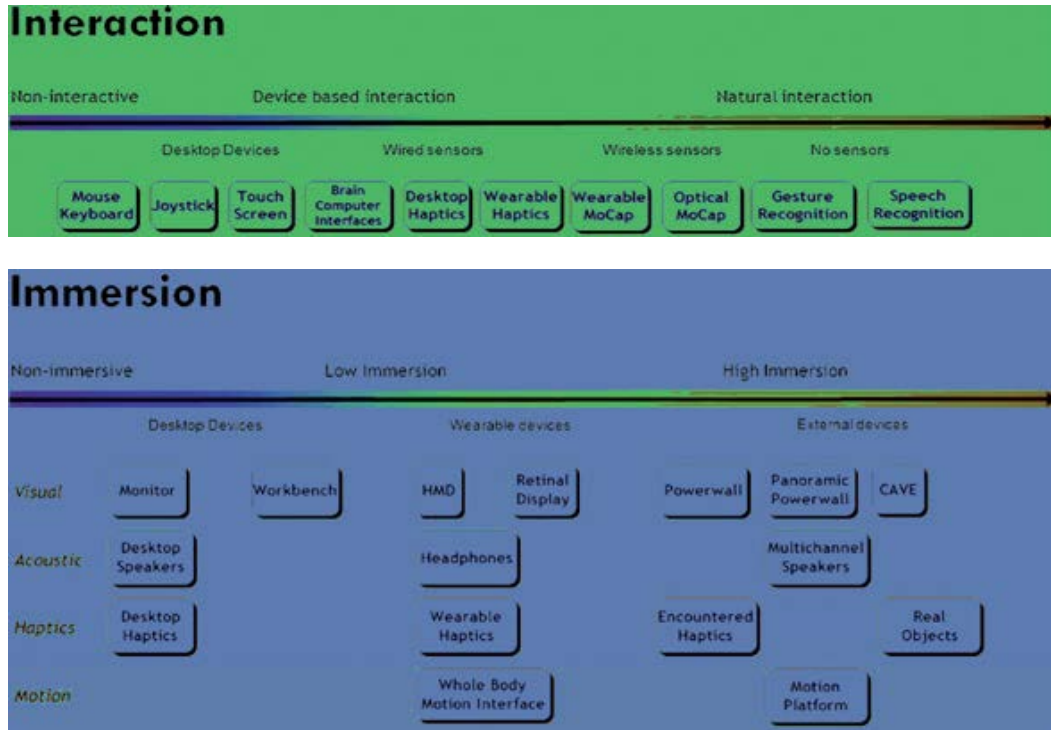 Interaction
Non-interactive Device based interaction Natural interaction
Desktop Devices Wired sensors Wireless sensors No sensors
Mouse Keyboard
Joystick
Touch Screen
Brain Computer Interfaces
Desktop Haptics
Wearable Haptics
Wearable MoCap
Optical MoCap
Gesture Recognition
Speech Recognition
Immersion
Non-immersive Low Immersion High Immersion
Desktop Devices Wearable devices External devices
Visual Monitor Workbench HMD Retinal Display Powerwall Panoramic Powerwall CAVE
Acoustic Desktop Speakers Headphones Multichannel Speakers
Haptics Desktop Haptics Wearable Haptics Encountered Haptics Real Objects
Motion Whole Body Motion Interface Motion Platform